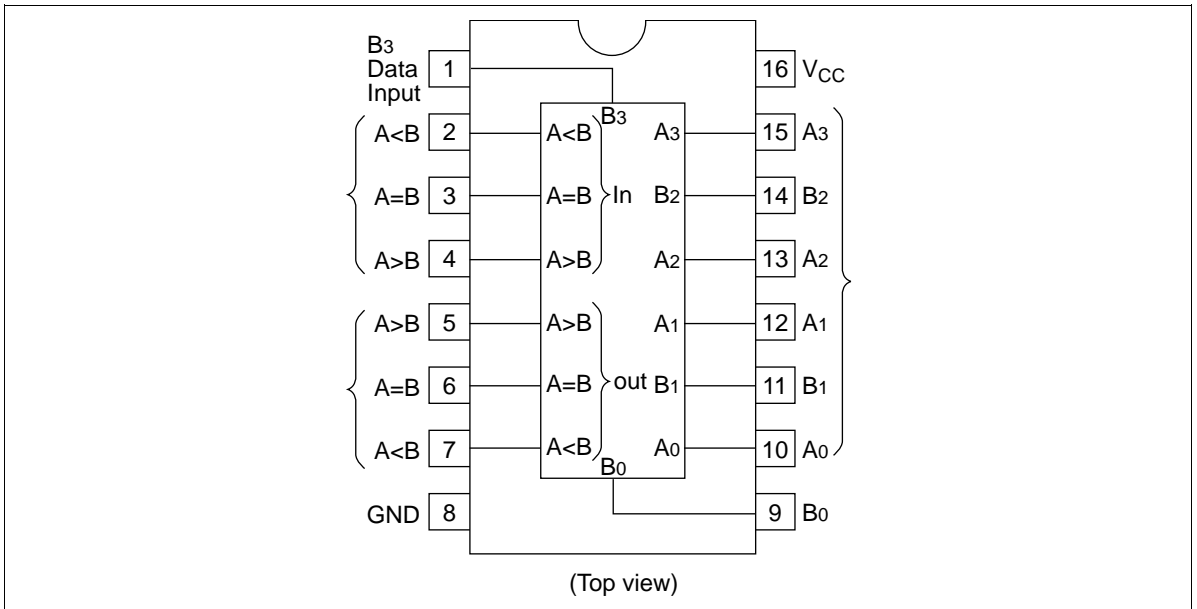 B3
Data
Input
1
16 VCC
B3
A<B 2 A<B A3 15 A3
A=B 3 A=B In B2 14 B2
A>B 4 A>B A2 13 A2
A>B 5 A>B A1 12 A1
A=B 6 A=B out B1 11 B1
A<B 7 A<B A0 10 A0
B0
GND 8 9 B0
(Top view)